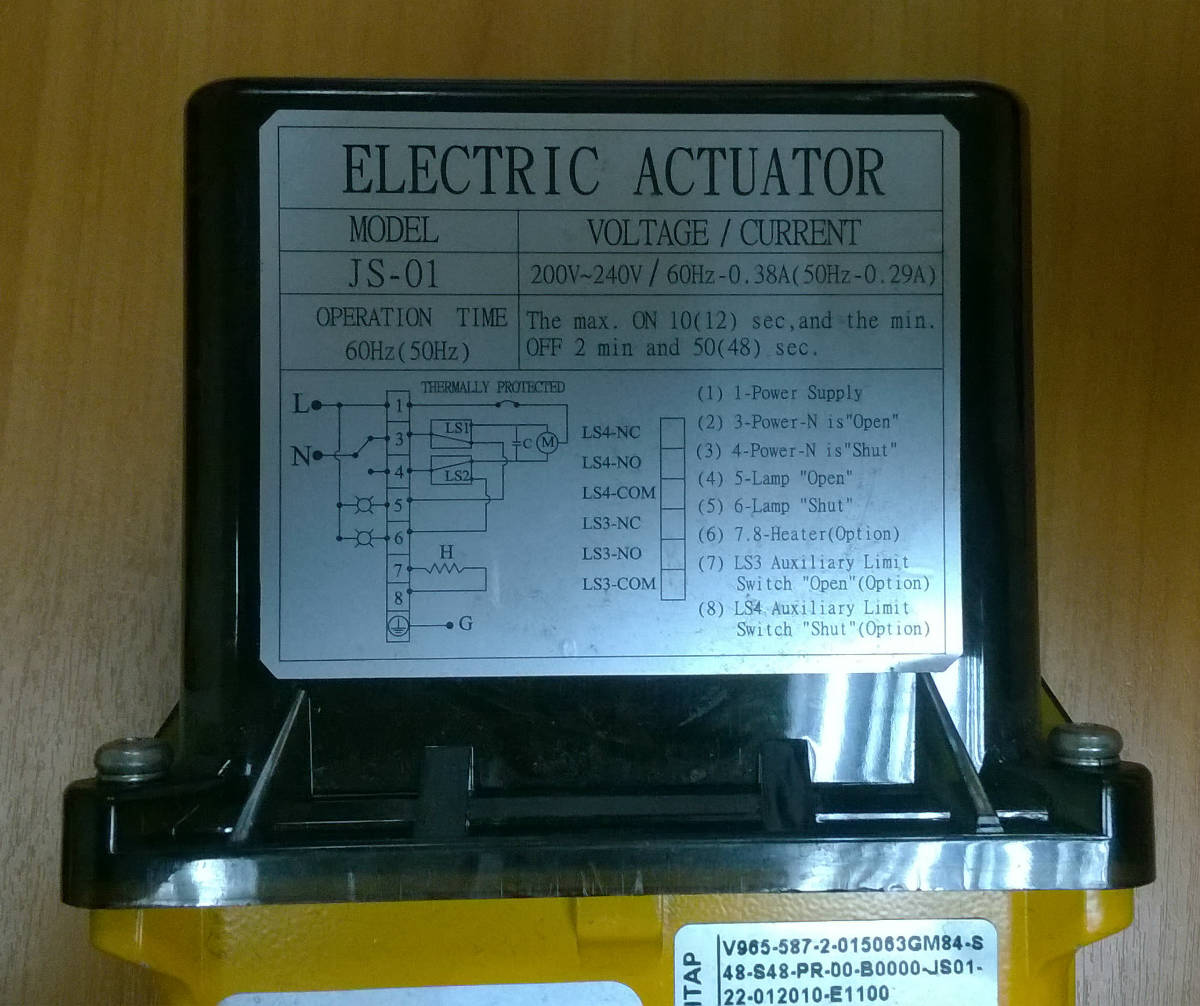 ELECTRIC ACTUATOR
MODEL
VOLTAGE / CURRENT
JS-01
200V~240V / 60Hz-0.38A(50Hz-0.29A)
OPERATION TIME
60Hz(50Hz)
The max. ON 10(12) sec,and the min.
OFF 2 min and 50(48) sec.
THERMALLY PROTECTED
L
1
LS1
3
C
M
N
4
LS2
5
6
H
7
8
G
LS4-NC
LS4-NO
LS4-COM
LS3-NC
LS3-NO
LS3-COM
(1) 1-Power Supply
(2) 3-Power-N is"Open"
(3) 4-Power-N is"Shut"
(4) 5-Lamp "Open"
(5) 6-Lamp "Shut"
(6) 7.8-Heater(Option)
(7) LS3 Auxiliary Limit
Switch "Open"(Option)
(8) LS4 Auxiliary Limit
Switch "Shut"(Option)
V965-587-2-015063GM84-S
48-S48-PR-00-B0000-JS01-
22-012010-E1100